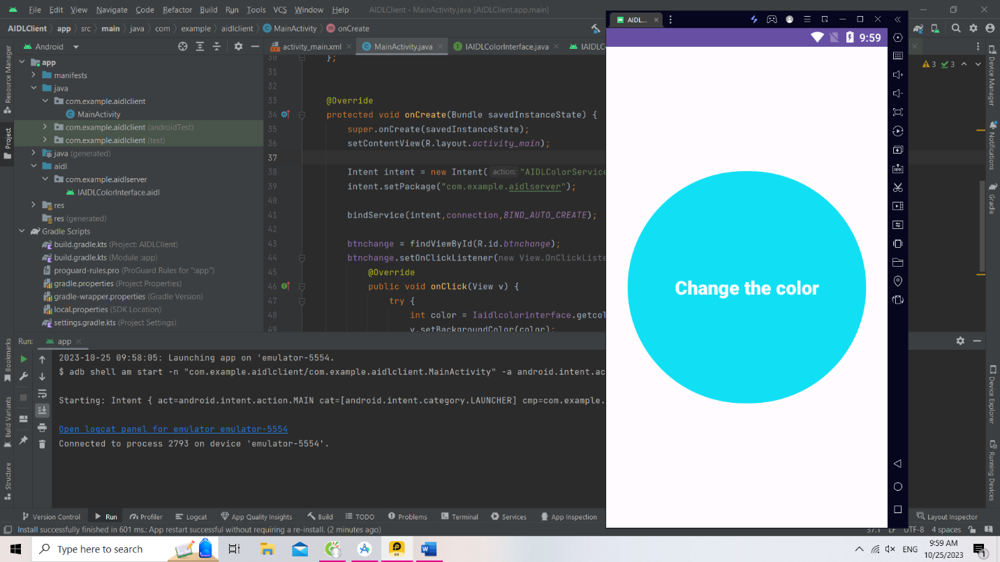 File Edit View Navigate Code Refactor Build Run Tools VCS Window Help AIDLClient - MainActivity.java [AIDLClient.app.main]
AIDLClient app src main java com example aidlclient MainActivity onCreate
Android
app
manifests
java
com.example.aidlclient
MainActivity
com.example.aidlclient (androidTest)
com.example.aidlclient (test)
java (generated)
aidl
com.example.aidlserver
IAIDLColorInterface.aidl
res
res (generated)
Gradle Scripts
build.gradle.kts (Project: AIDLClient)
build.gradle.kts (Module :app)
proguard-rules.pro (ProGuard Rules for ":app")
gradle.properties (Project Properties)
gradle-wrapper.properties (Gradle Version)
local.properties (SDK Location)
settings.gradle.kts (Project Settings)
Resource Manager
Project
Bookmarks
Build Variants
Structure
activity_main.xml MainActivity.java IAIDLColorInterface.java IAIDLCO
30 };
31
32
33 @Override
34 protected void onCreate(Bundle savedInstanceState) {
35 super.onCreate(savedInstanceState);
36 setContentView(R.layout.activity_main);
37
38 Intent intent = new Intent( action: "AIDLColorService
39 intent.setPackage("com.example.aidlserver");
40
41 bindService(intent,connection,BIND_AUTO_CREATE);
42
43 btnchange = findViewById(R.id.btnchange);
44 btnchange.setOnClickListener(new View.OnClickListe
45 @Override
46 public void onClick(View v) {
47 try {
48 int color = Iaidlcolorinterface.getcol
49 v.setBackgroundColor(color);
3 3
AIDL...
9:59
Change the color
Device Manager
Notifications
Gradle
Device Explorer
Running Devices
Run: app
2023-10-25 09:58:05: Launching app on 'emulator-5554.
$ adb shell am start -n "com.example.aidlclient/com.example.aidlclient.MainActivity" -a android.intent.ac
Starting: Intent { act=android.intent.action.MAIN cat=[android.intent.category.LAUNCHER] cmp=com.example.
Open logcat panel for emulator emulator-5554
Connected to process 2793 on device 'emulator-5554'.
Version Control Run Profiler Logcat App Quality Insights Build TODO Problems Terminal Services App Inspection Layout Inspector
Install successfully finished in 601 ms.: App restart successful without requiring a re-install. (2 minutes ago) 37:1 LF UTF-8 4 spaces
Type here to search
ENG
9:59 AM
10/25/2023
1